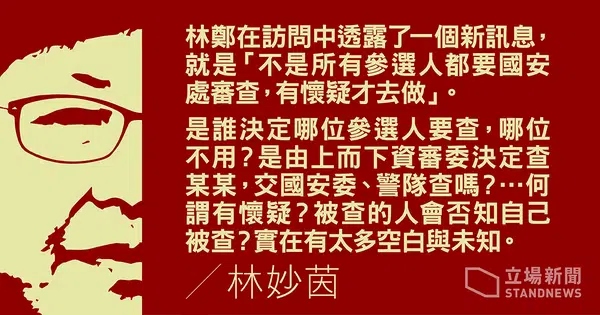 林鄭在訪問中透露了一個新訊息，
就是「不是所有參選人都要國安
處審查，有懷疑才去做」。
是誰決定哪位參選人要查，哪位
不用？是由上而下資審委決定查
某某，交國安委、警隊查嗎？…何
謂有懷疑？被查的人會否知自己
被查？實在有太多空白與未知。
／林妙茵
立場新聞
STANDNEWS